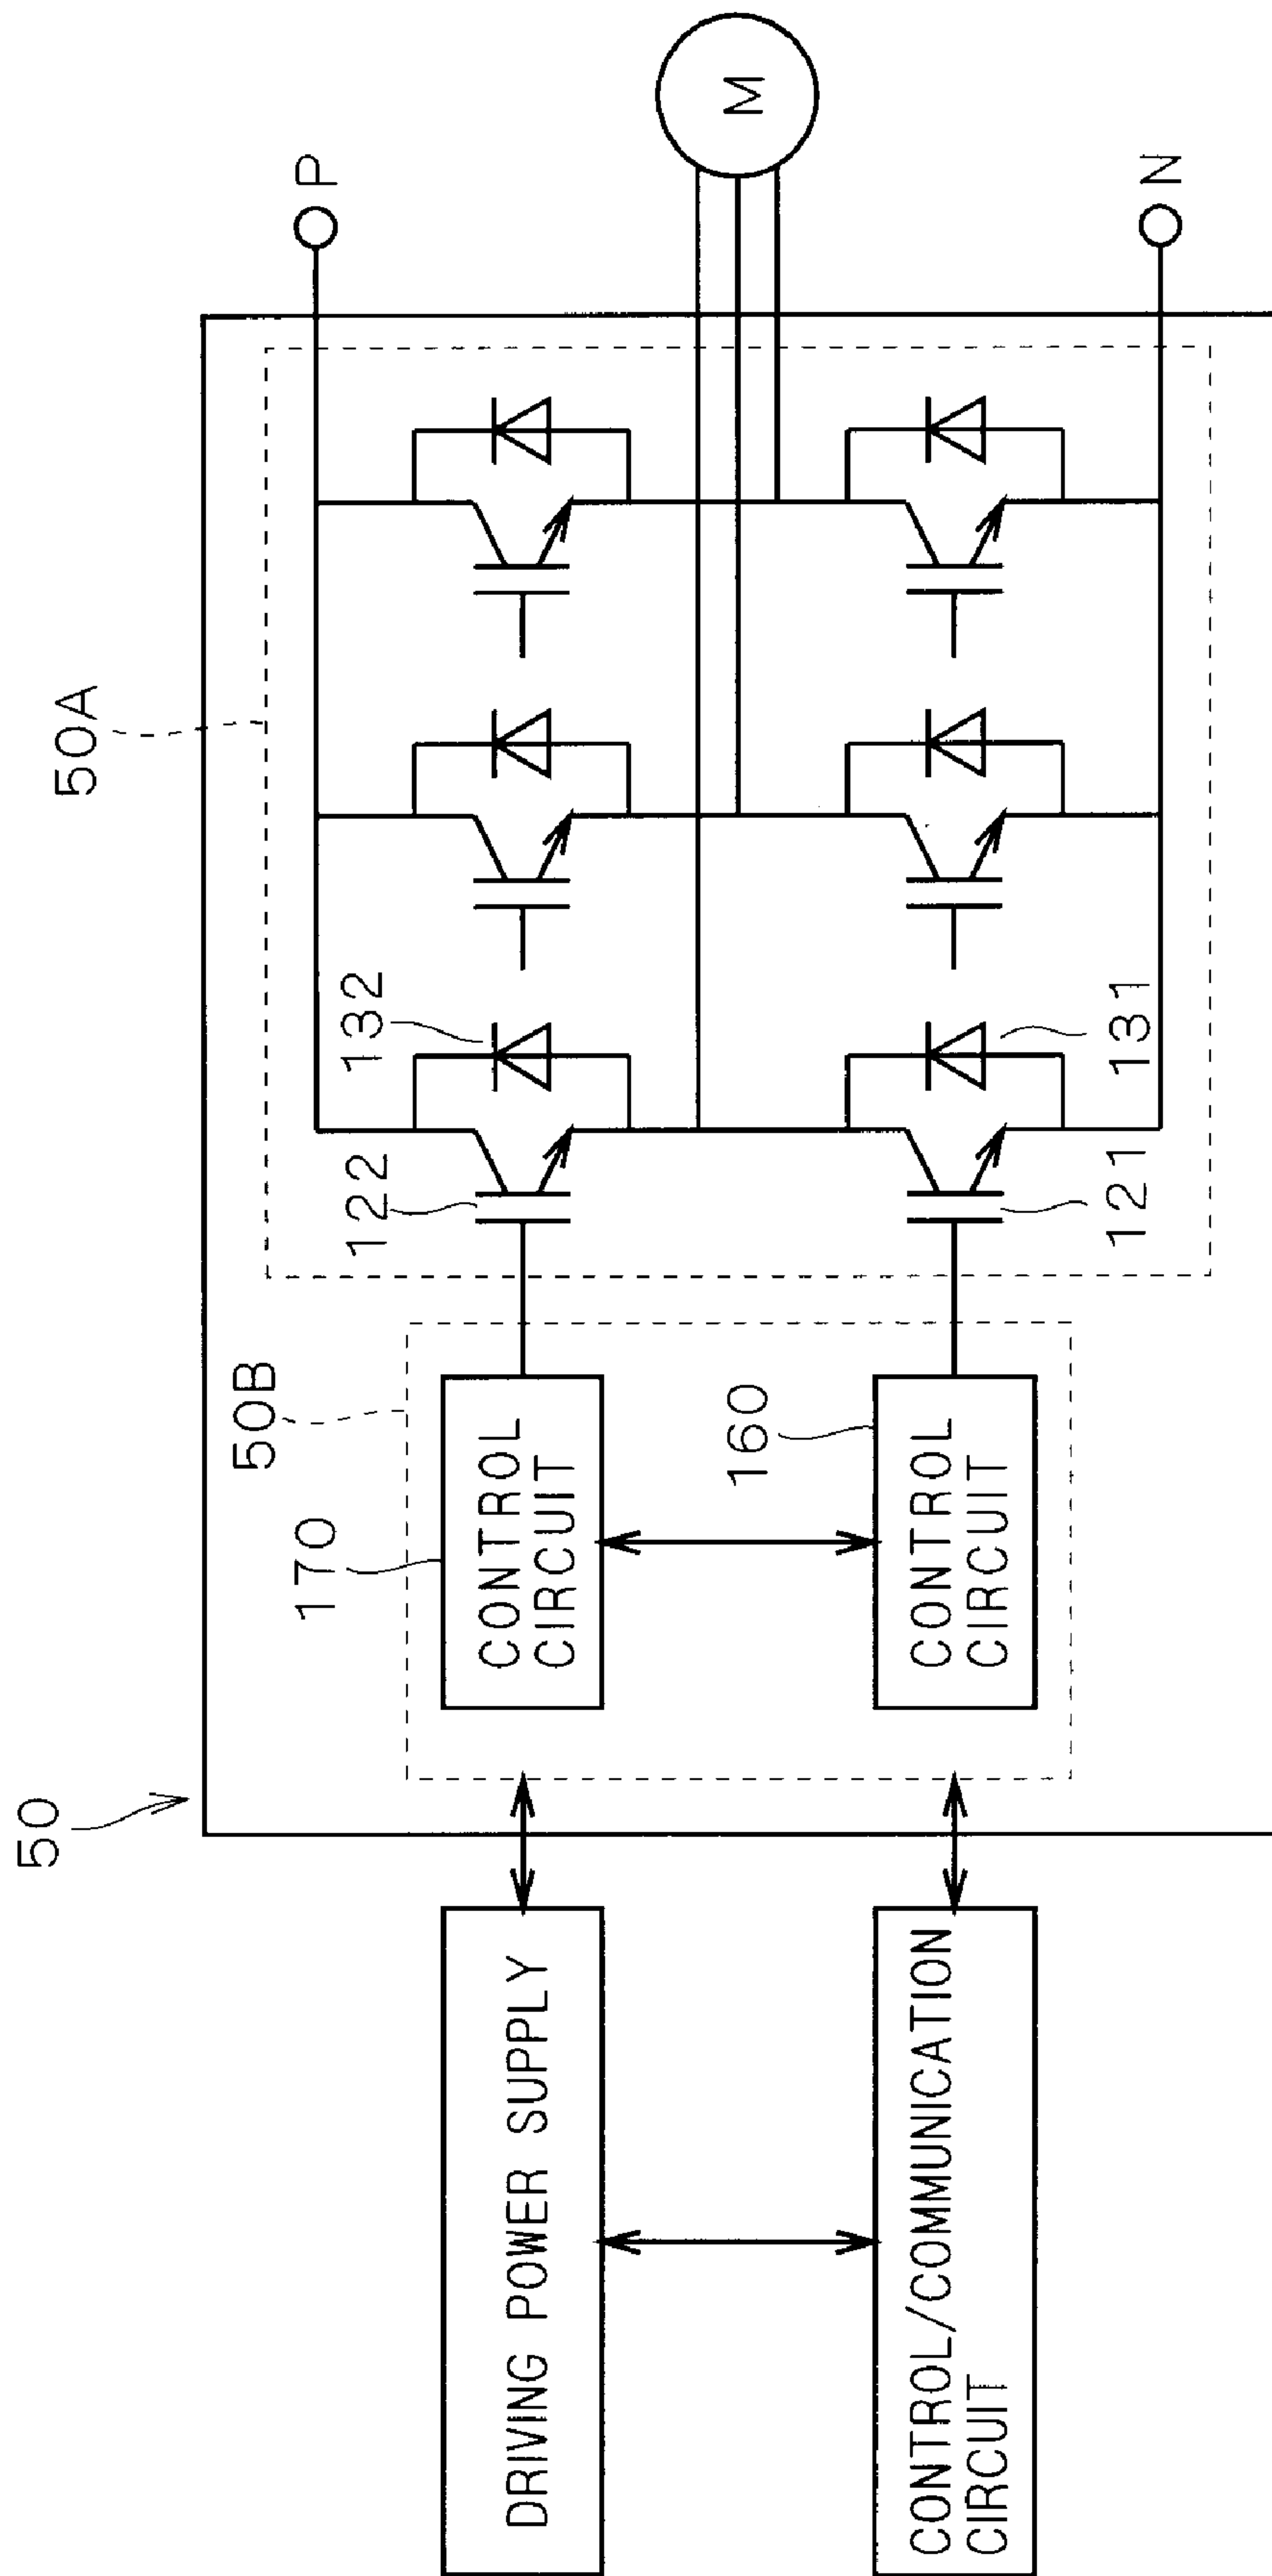 50
50A
50B
170
160
122
132
121
131
P
N
M
CONTROL
CIRCUIT
CONTROL
CIRCUIT
DRIVING POWER SUPPLY
CONTROL/COMMUNICATION
CIRCUIT